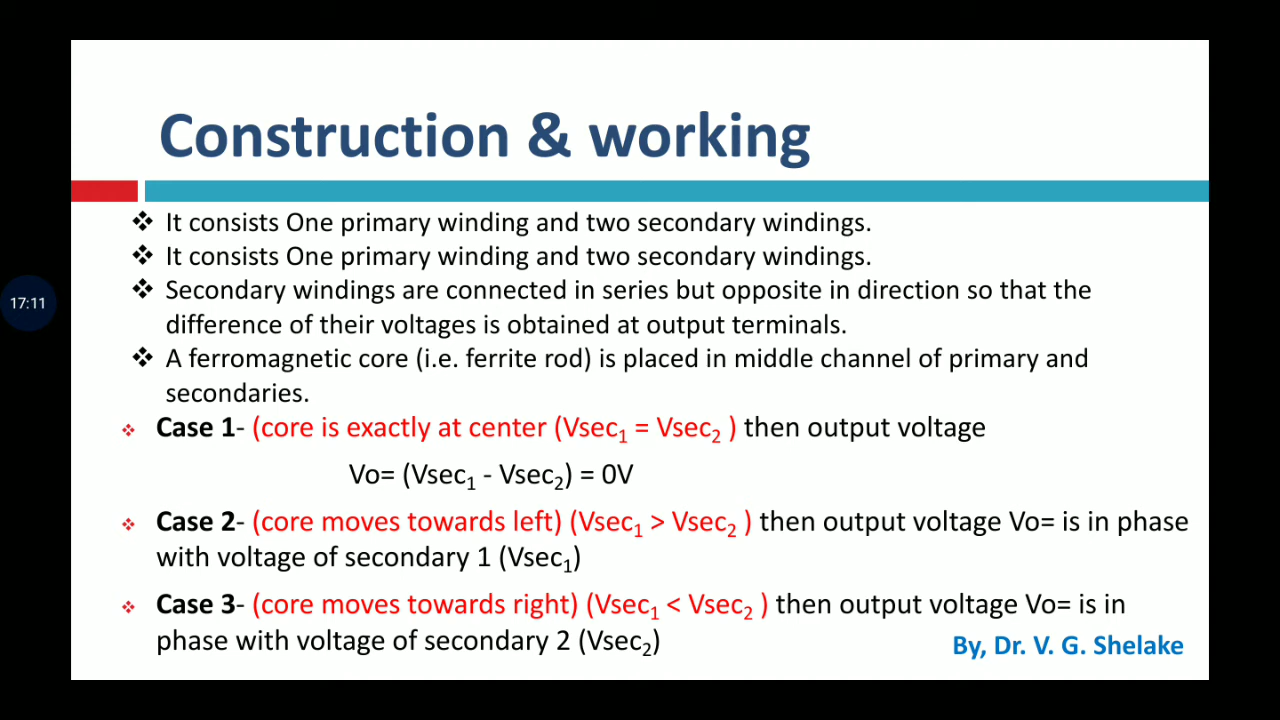 Construction & working
❖ It consists One primary winding and two secondary windings.
❖ It consists One primary winding and two secondary windings.
17:11
❖ Secondary windings are connected in series but opposite in direction so that the
difference of their voltages is obtained at output terminals.
❖ A ferromagnetic core (i.e. ferrite rod) is placed in middle channel of primary and
secondaries.
❖ Case 1- (core is exactly at center (Vsec₁ = Vsec₂ ) then output voltage
Vo= (Vsec₁ - Vsec₂) = 0V
❖ Case 2- (core moves towards left) (Vsec₁ > Vsec₂ ) then output voltage Vo= is in phase
with voltage of secondary 1 (Vsec₁)
❖ Case 3- (core moves towards right) (Vsec₁ < Vsec₂ ) then output voltage Vo= is in
phase with voltage of secondary 2 (Vsec₂)
By, Dr. V. G. Shelake